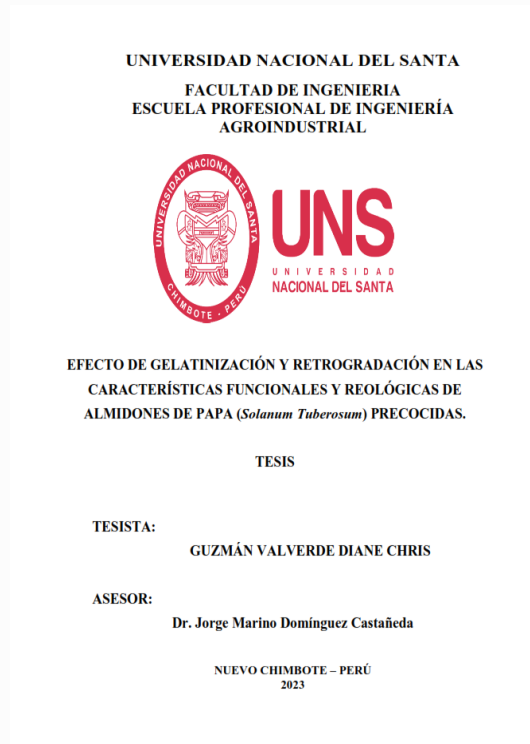 UNIVERSIDAD NACIONAL DEL SANTA
FACULTAD DE INGENIERIA
ESCUELA PROFESIONAL DE INGENIERÍA
AGROINDUSTRIAL
UNIVERSIDAD NACIONAL DEL SANTA
CHIMBOTE - PERÚ
UNS
UNIVERSIDAD
NACIONAL DEL SANTA
EFECTO DE GELATINIZACIÓN Y RETROGRADACIÓN EN LAS
CARACTERÍSTICAS FUNCIONALES Y REOLÓGICAS DE
ALMIDONES DE PAPA (Solanum Tuberosum) PRECOCIDAS.
TESIS
TESISTA:
GUZMÁN VALVERDE DIANE CHRIS
ASESOR:
Dr. Jorge Marino Domínguez Castañeda
NUEVO CHIMBOTE – PERÚ
2023